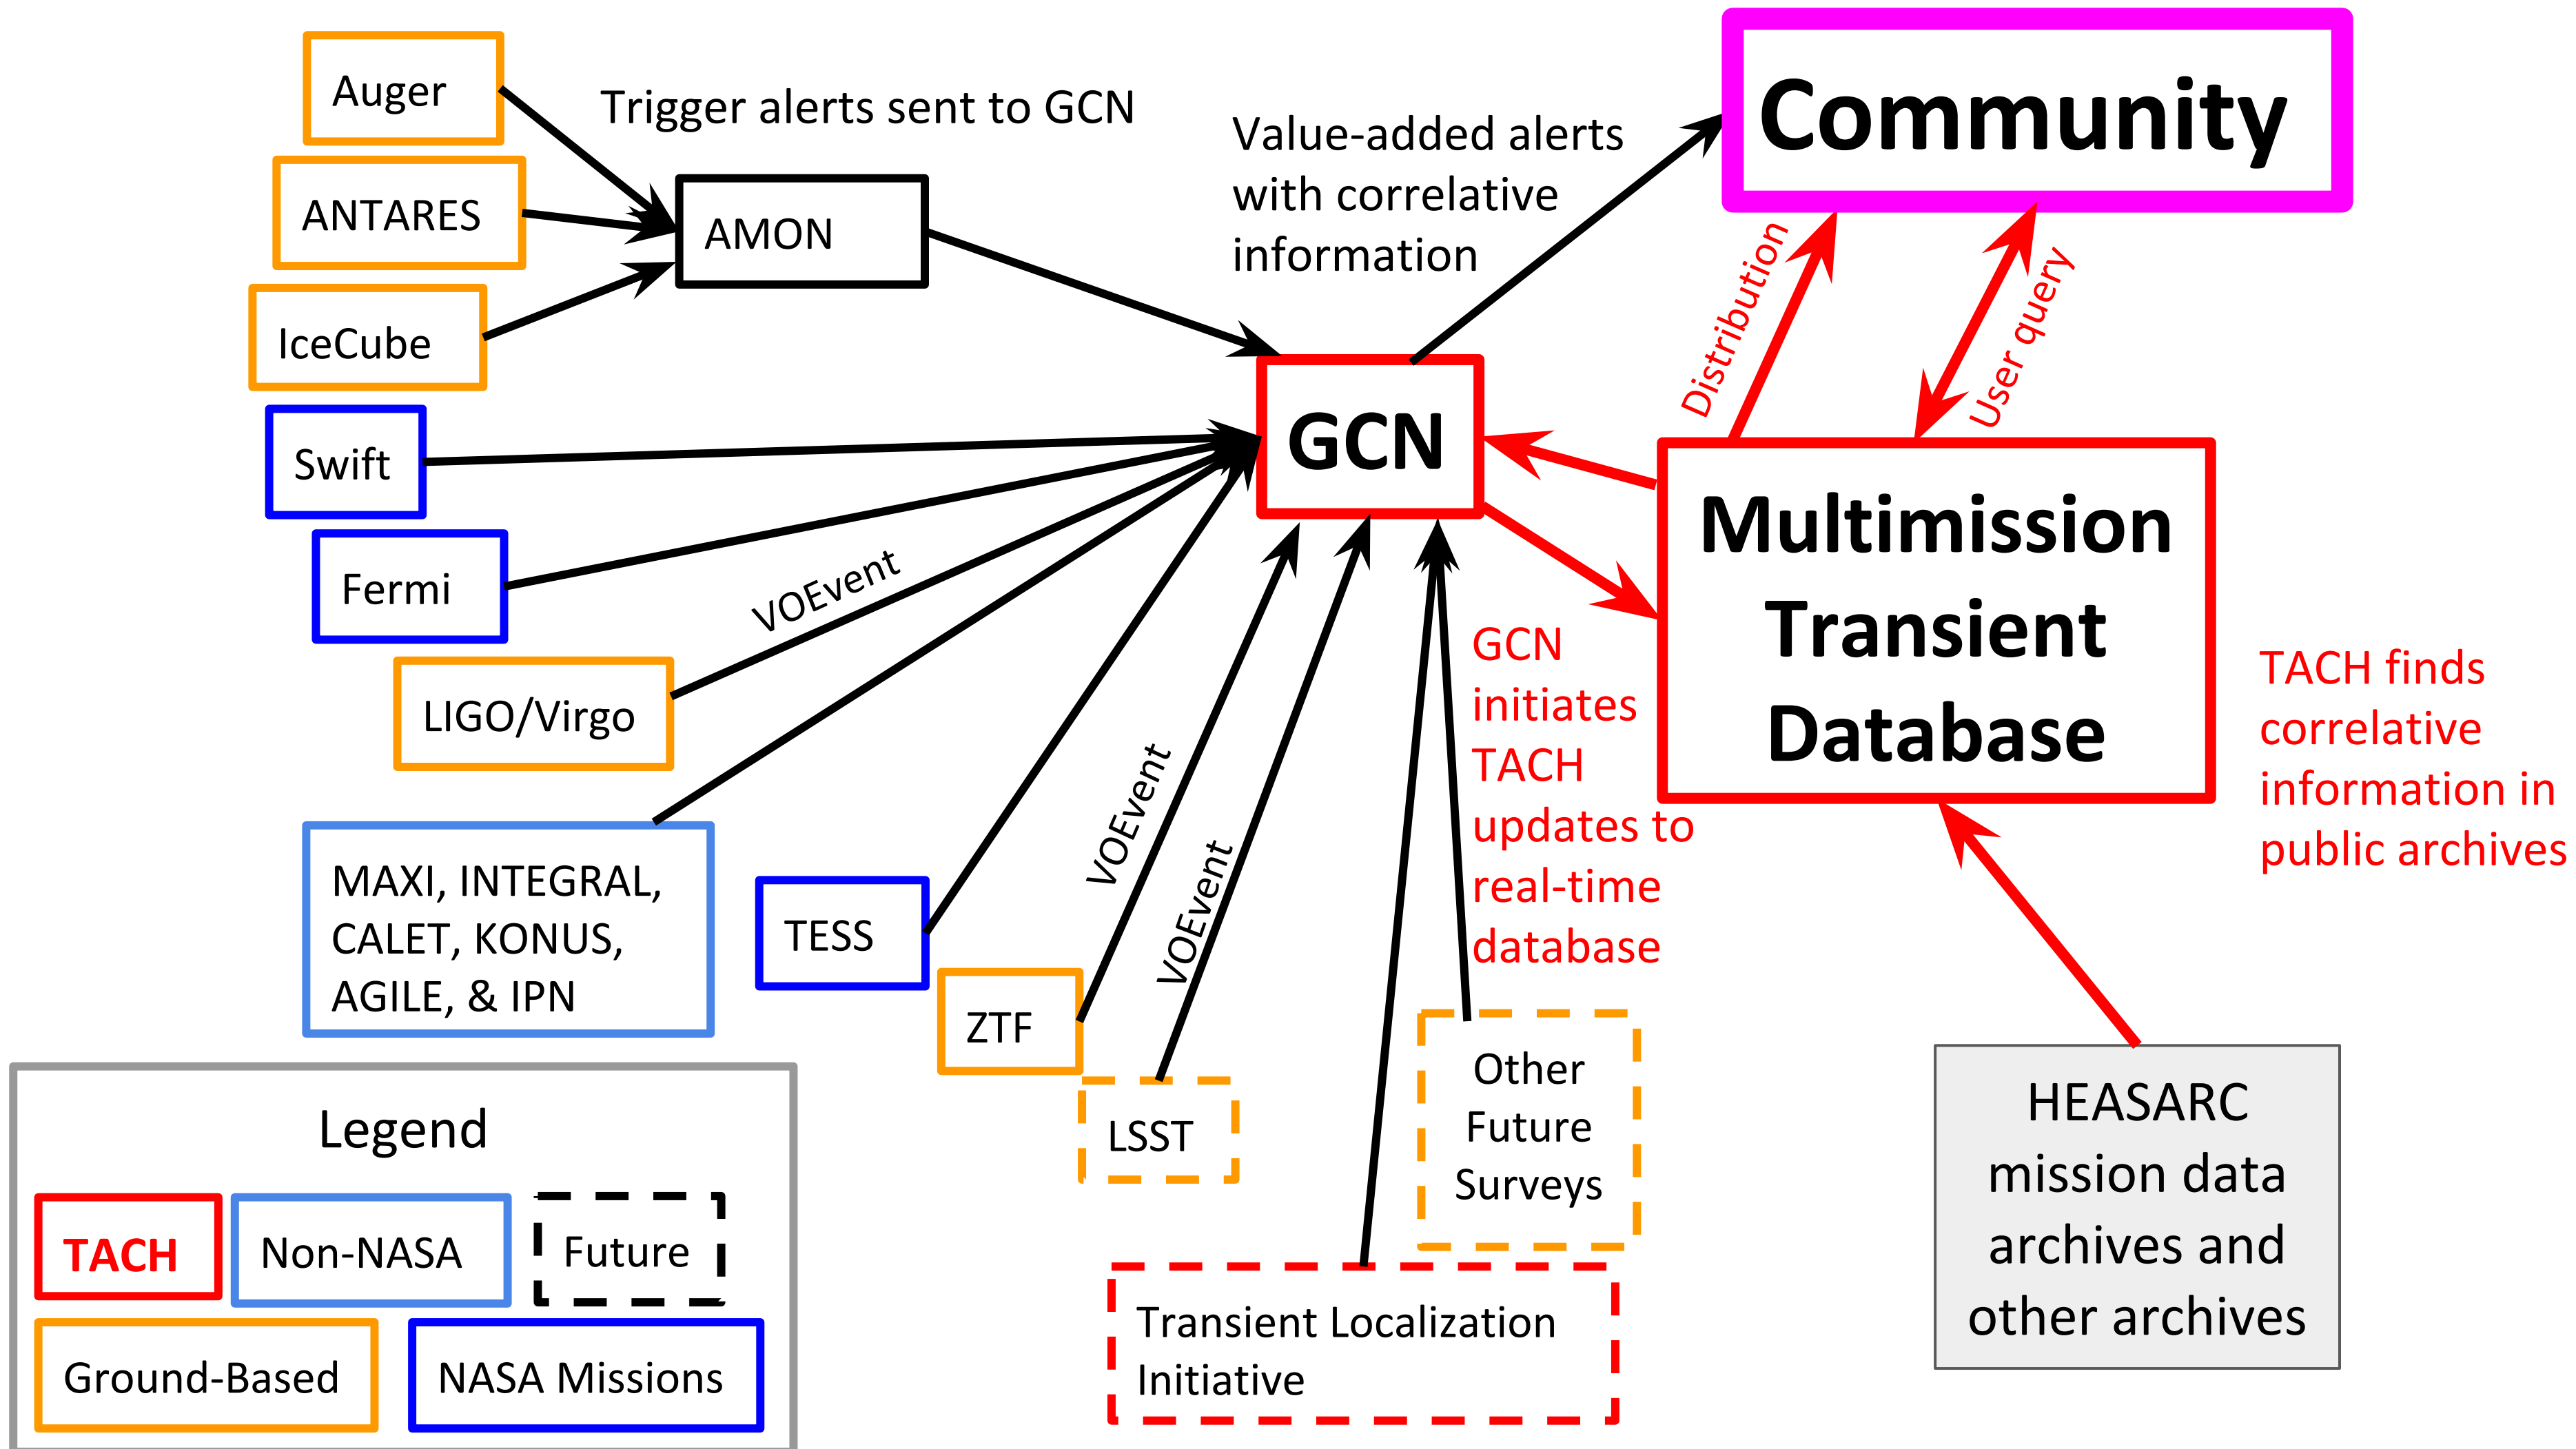 Auger
Trigger alerts sent to GCN
ANTARES
AMON
IceCube
Swift
Fermi
VOEvent
LIGO/Virgo
MAXI, INTEGRAL,
CALET, KONUS,
AGILE, & IPN
TESS
VOEvent
ZTF
VOEvent
LSST
Other
Future
Surveys
Transient Localization
Initiative
Value-added alerts
with correlative
information
Community
Distribution
User query
GCN
GCN
initiates
TACH
updates to
real-time
database
Multimission
Transient
Database
TACH finds
correlative
information in
public archives
HEASARC
mission data
archives and
other archives
Legend
TACH
Non-NASA
Future
Ground-Based
NASA Missions